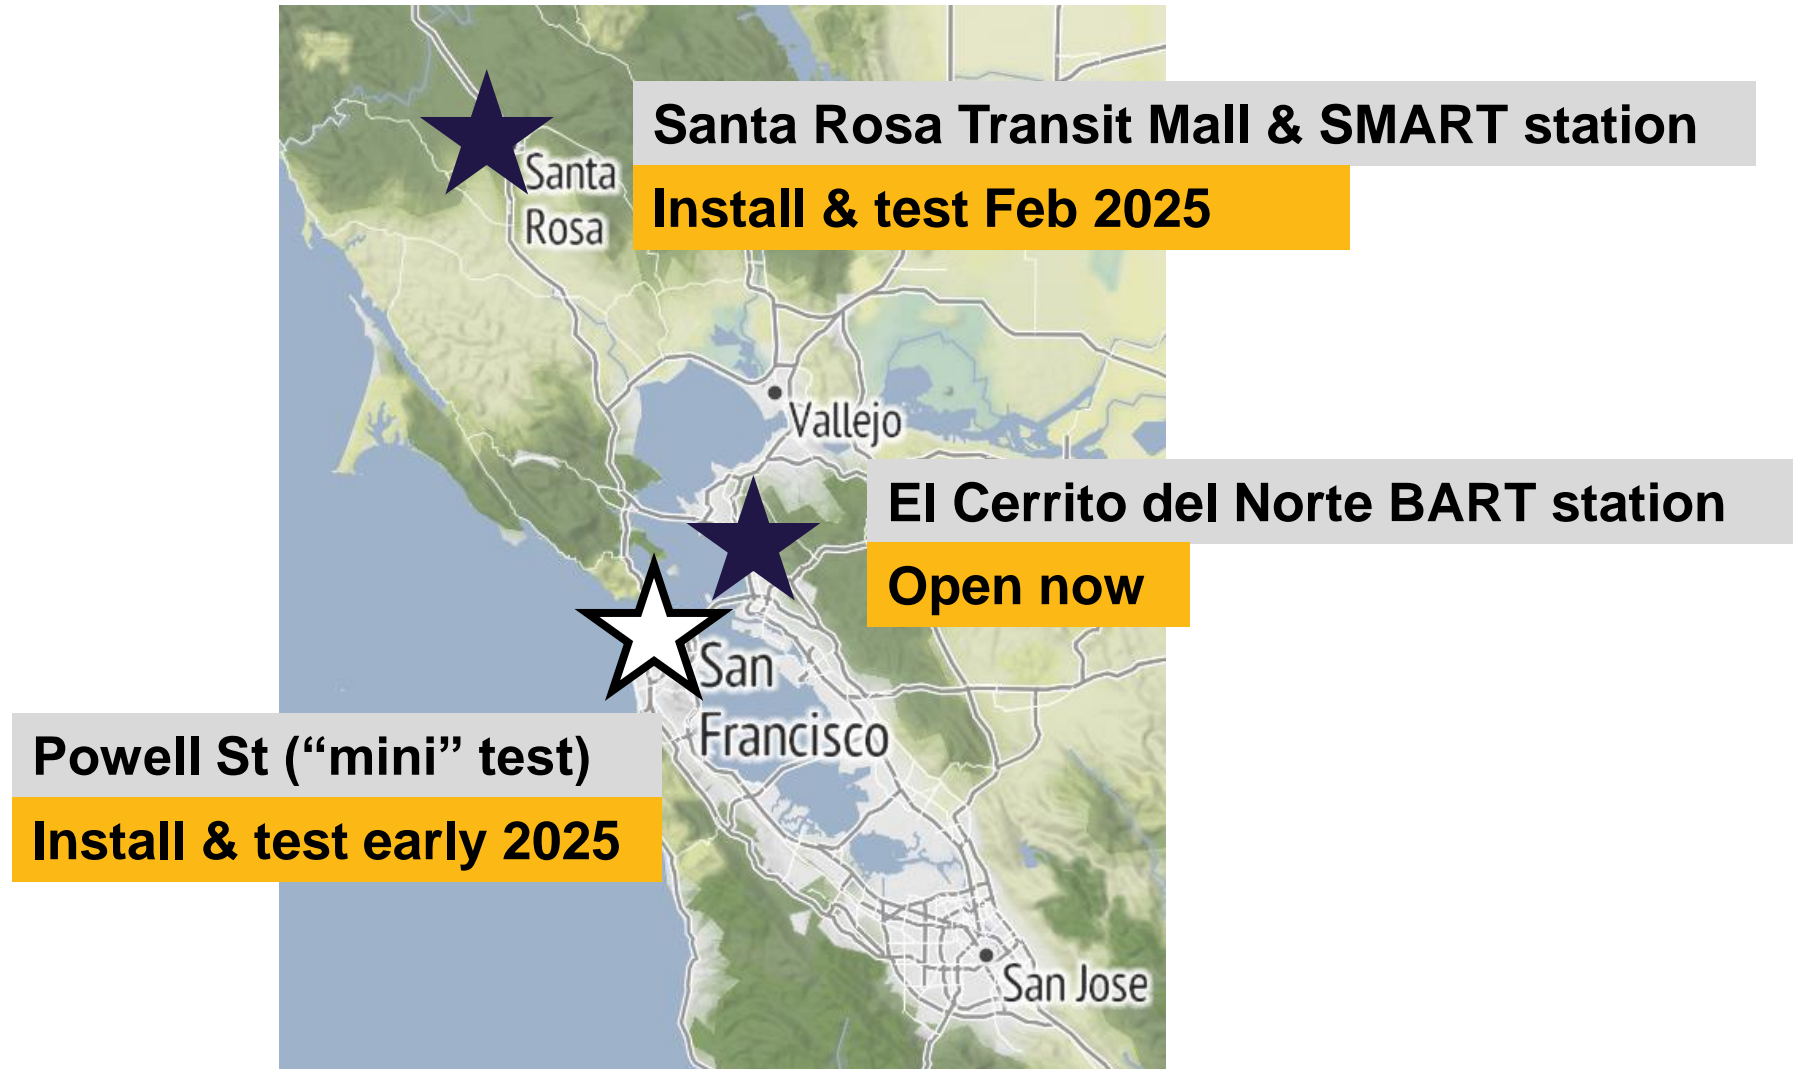 Santa Rosa Transit Mall & SMART station
Install & test Feb 2025
Santa
Rosa
Vallejo
El Cerrito del Norte BART station
Open now
San
Francisco
Powell St (“mini” test)
Install & test early 2025
San Jose